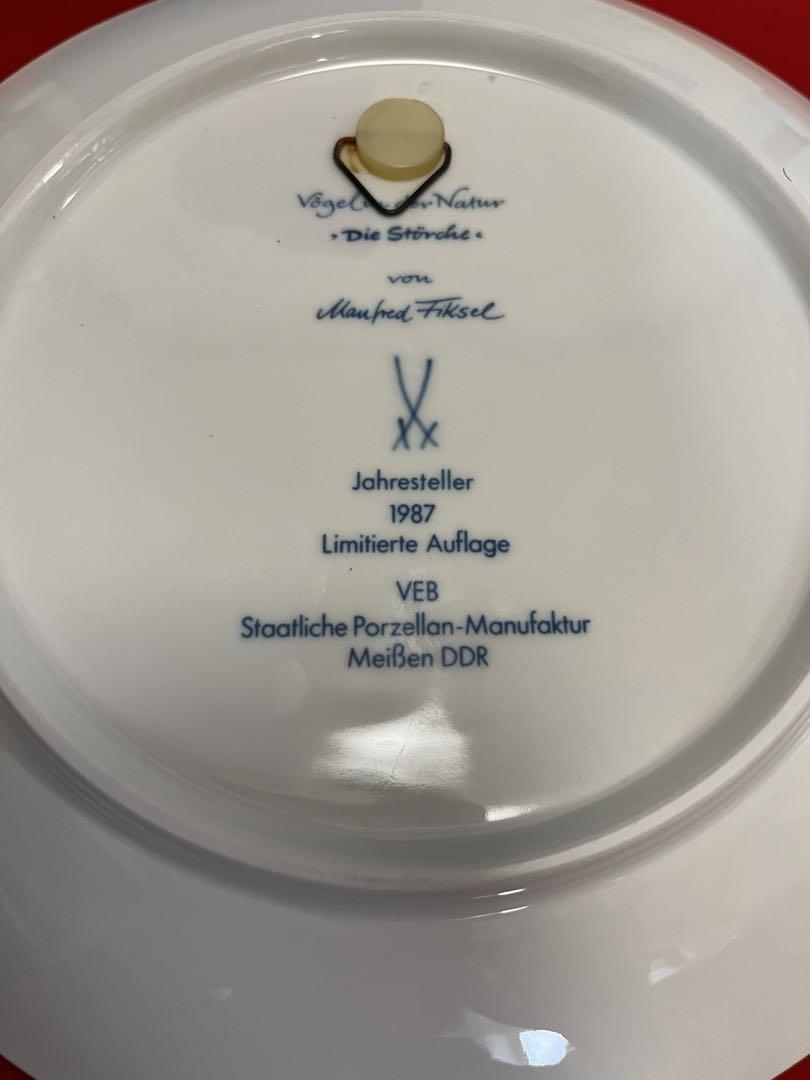 Vögel in der Natur
›Die Störche‹
von
Manfred Fiksel
Jahresteller
1987
Limitierte Auflage
VEB
Staatliche Porzellan-Manufaktur
Meißen DDR